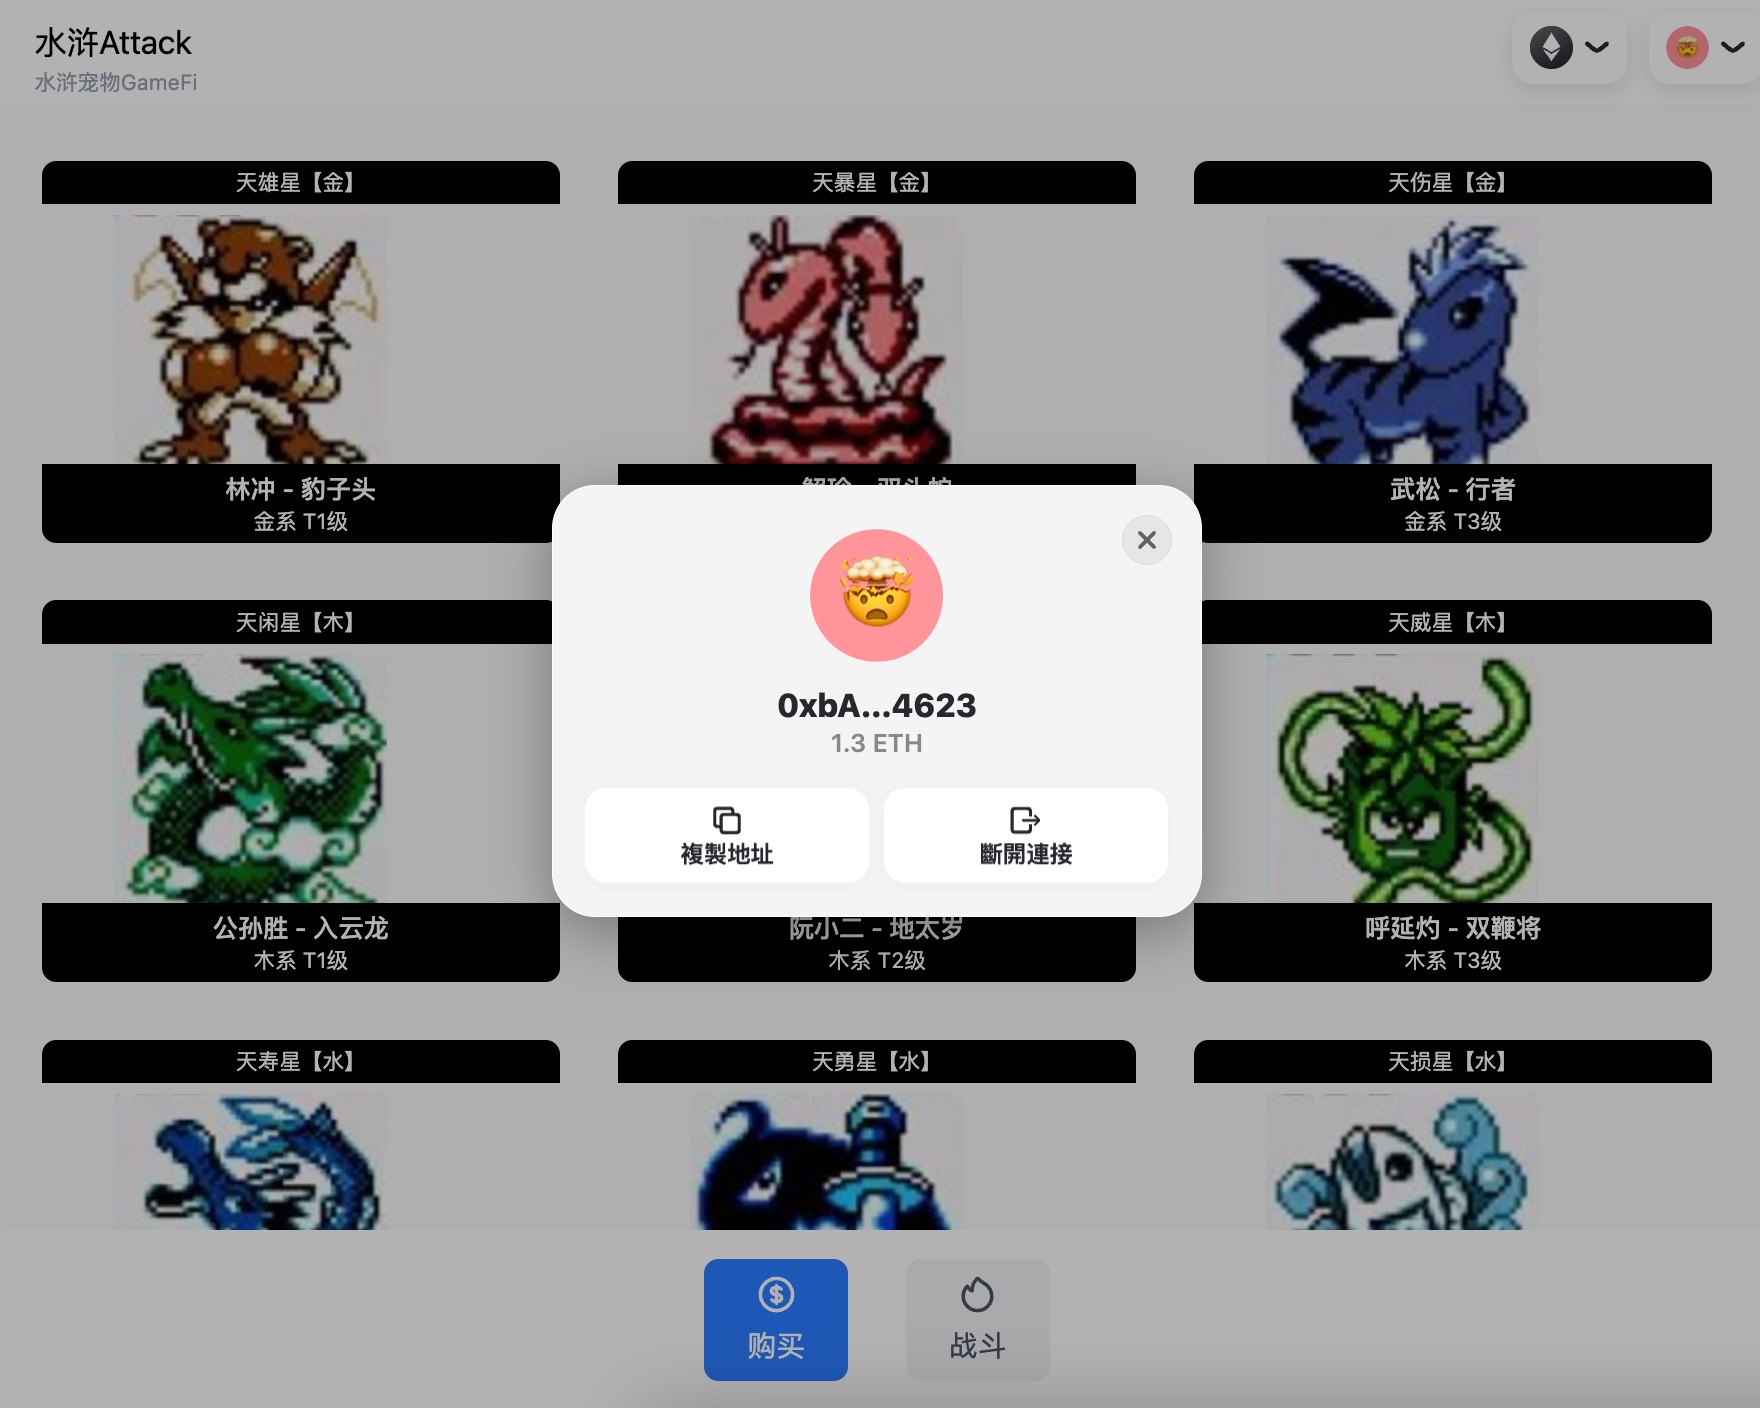 水浒Attack
水浒宠物GameFi
天雄星【金】
天暴星【金】
天伤星【金】
林冲 - 豹子头
武松 - 行者
金系 T1级
金系 T3级
天闲星【木】
天威星【木】
0xbA...4623
1.3 ETH
複製地址
斷開連接
公孙胜 - 入云龙
阮小二 - 地太岁
呼延灼 - 双鞭将
木系 T1级
木系 T2级
木系 T3级
天寿星【水】
天勇星【水】
天损星【水】
购买
战斗